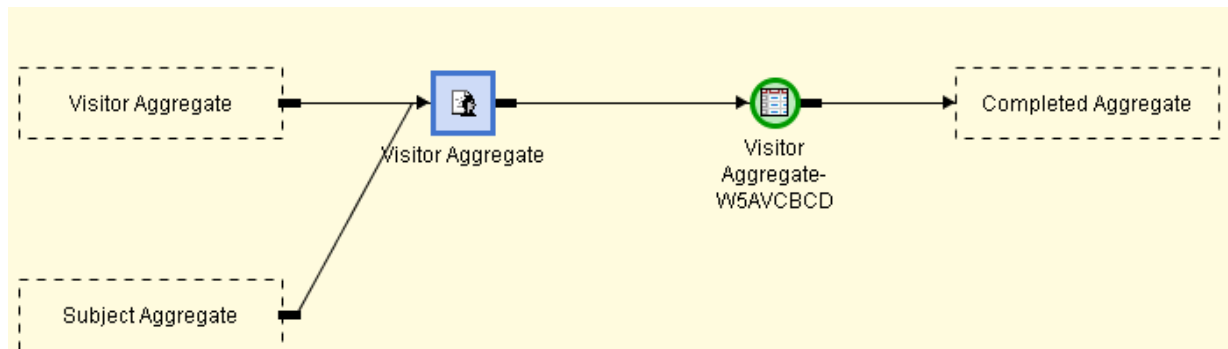 Visitor Aggregate
Visitor Aggregate
Visitor
Aggregate-
W5AVCBCD
Completed Aggregate
Subject Aggregate